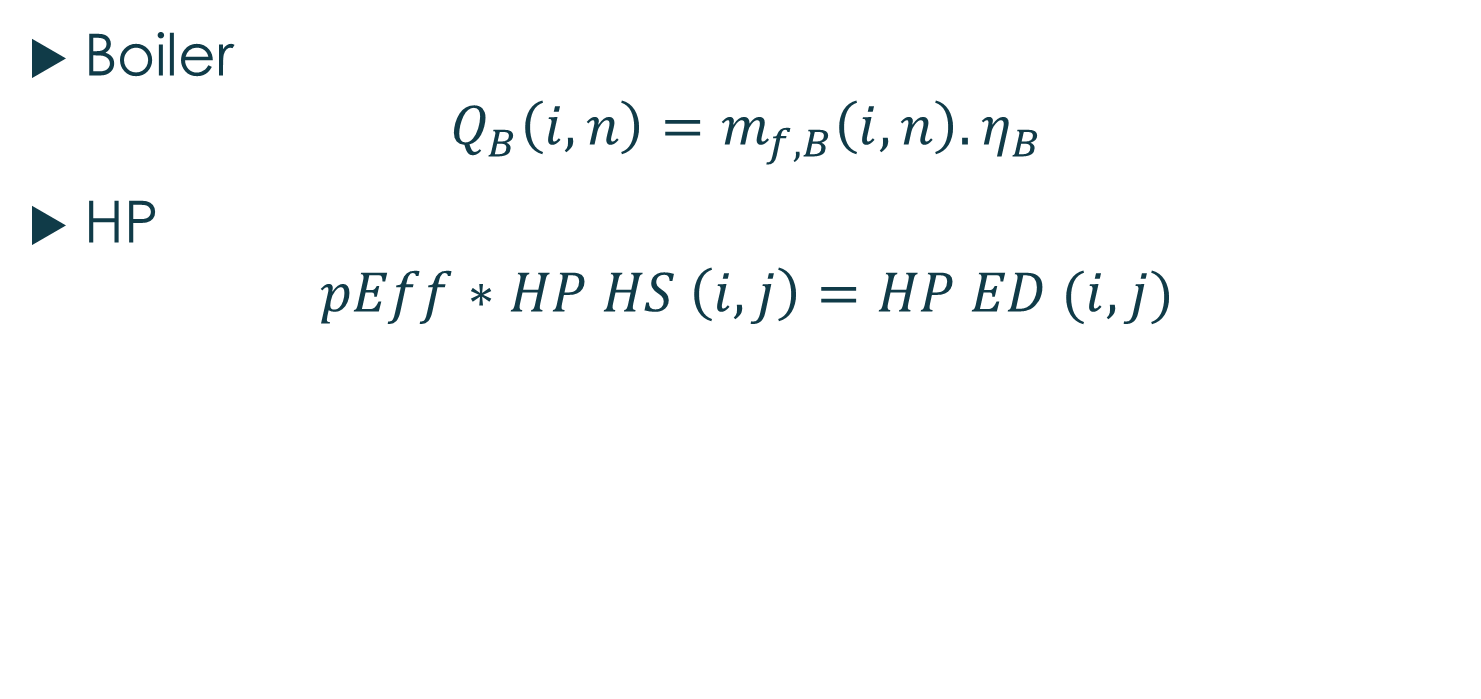 ▶ Boiler
Q_B(i,n) = m_{f,B}(i,n).η_B
▶ HP
pEff * HP HS (i,j) = HP ED (i,j)